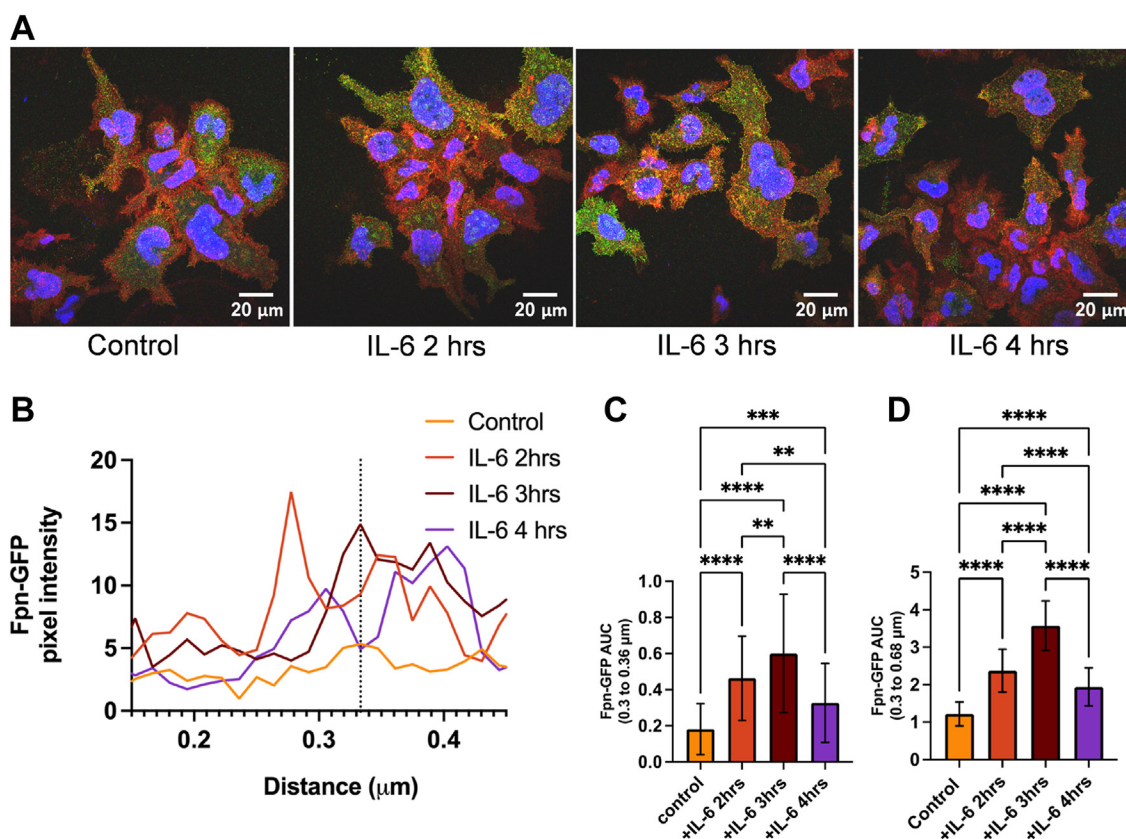 A
20 μm
20 μm
20 μm
20 μm
Control
IL-6 2 hrs
IL-6 3 hrs
IL-6 4 hrs
B
Control
IL-6 2hrs
IL-6 3hrs
IL-6 4 hrs
Fpn-GFP
pixel intensity
20
15
10
5
0
0.2
0.3
0.4
Distance (μm)
C
***
**
****
**
****
****
Fpn-GFP AUC
(0.3 to 0.36 μm)
1.0
0.8
0.6
0.4
0.2
0.0
control
+IL-6 2hrs
+IL-6 3hrs
+IL-6 4hrs
D
****
****
****
****
****
****
Fpn-GFP AUC
(0.3 to 0.68 μm)
5
4
3
2
1
0
Control
+IL-6 2hrs
+IL-6 3hrs
+IL-6 4hrs